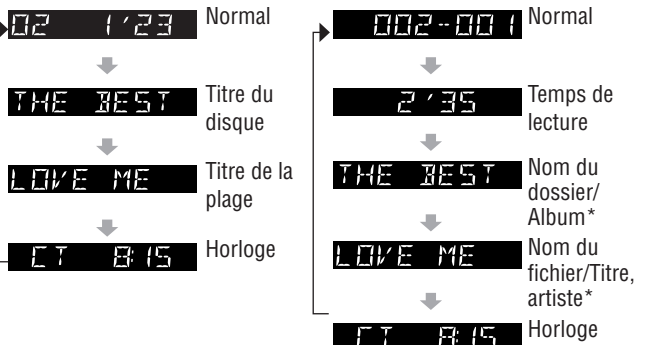 02 1'23 Normal
THE BEST Titre du
disque
LOVE ME Titre de la
plage
CT 8:15 Horloge
002-001 Normal
2'35 Temps de
lecture
THE BEST Nom du
dossier/
Album*
LOVE ME Nom du
fichier/Titre,
artiste*
CT 8:15 Horloge